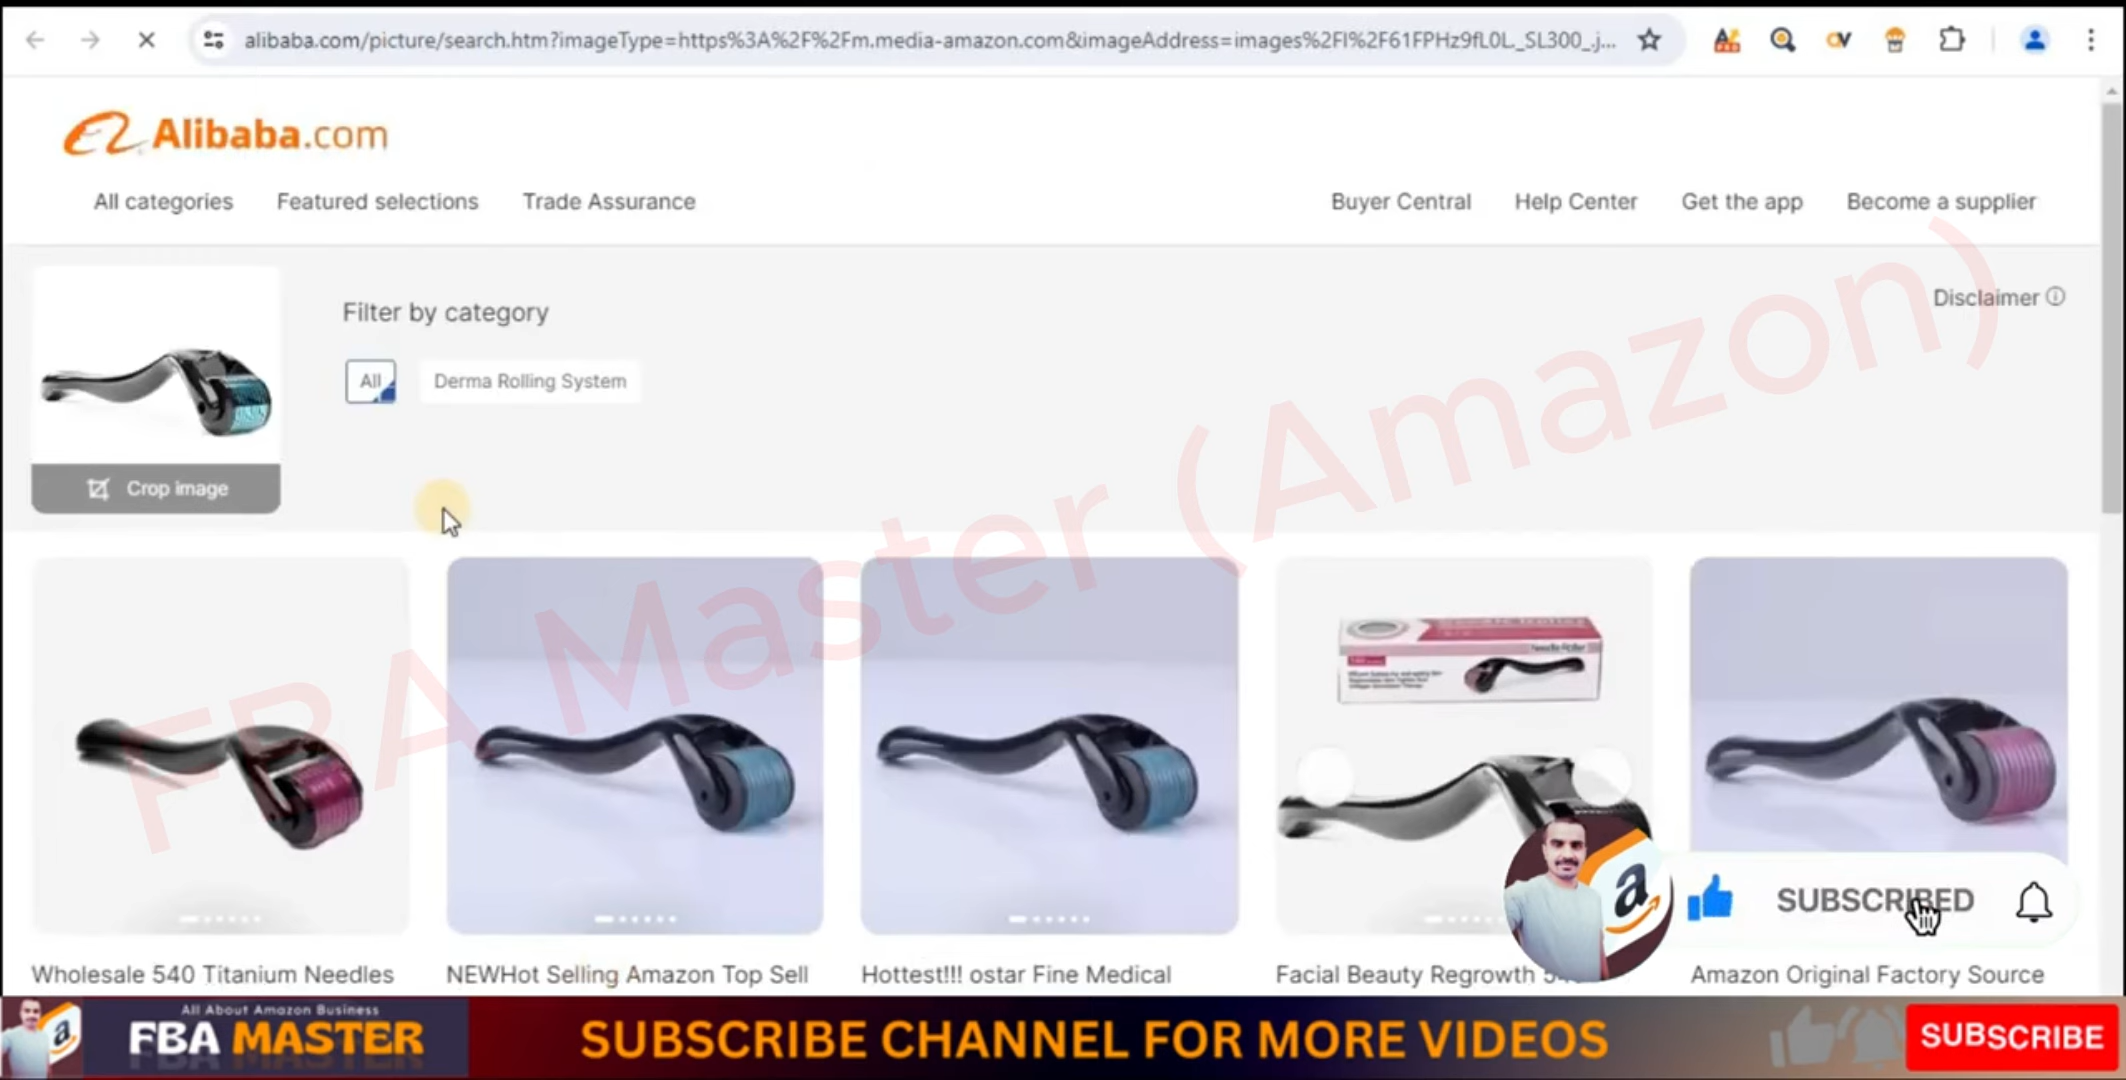 alibaba.com/picture/search.htm?imageType=https%3A%2F%2Fm.media-amazon.com&imageAddress=images%2FI%2F61FPHz9fL0L._SL300_.j...
Alibaba.com
All categories
Featured selections
Trade Assurance
Buyer Central
Help Center
Get the app
Become a supplier
Filter by category
Disclaimer
All
Derma Rolling System
Crop image
FBA Master (Amazon)
Needle Roller
SUBSCRIBED
Wholesale 540 Titanium Needles
NEWHot Selling Amazon Top Sell
Hottest!!! ostar Fine Medical
Facial Beauty Regrowth
Amazon Original Factory Source
All About Amazon Business
FBA MASTER
SUBSCRIBE CHANNEL FOR MORE VIDEOS
SUBSCRIBE